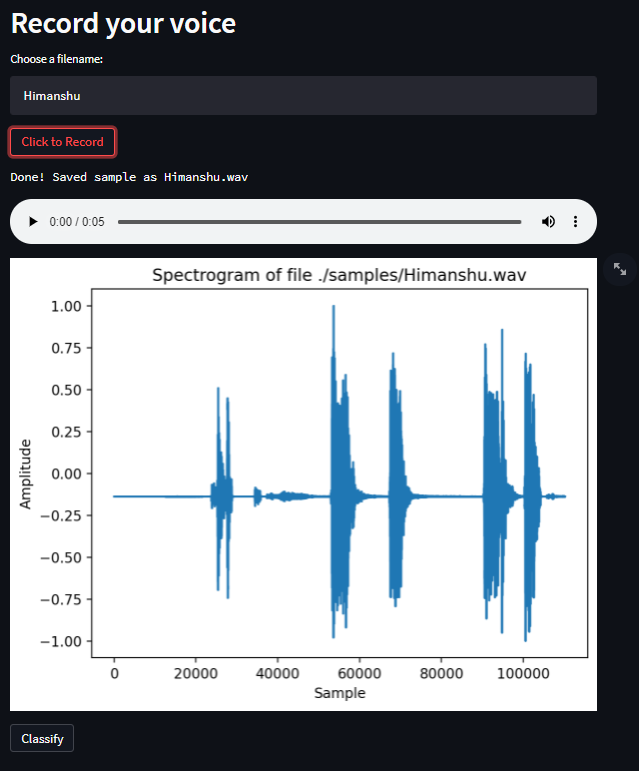 Record your voice
Choose a filename:
Himanshu
Click to Record
Done! Saved sample as Himanshu.wav
0:00 / 0:05
Spectrogram of file ./samples/Himanshu.wav
1.00
0.75
0.50
0.25
0.00
−0.25
−0.50
−0.75
−1.00
Amplitude
0 20000 40000 60000 80000 100000
Sample
Classify